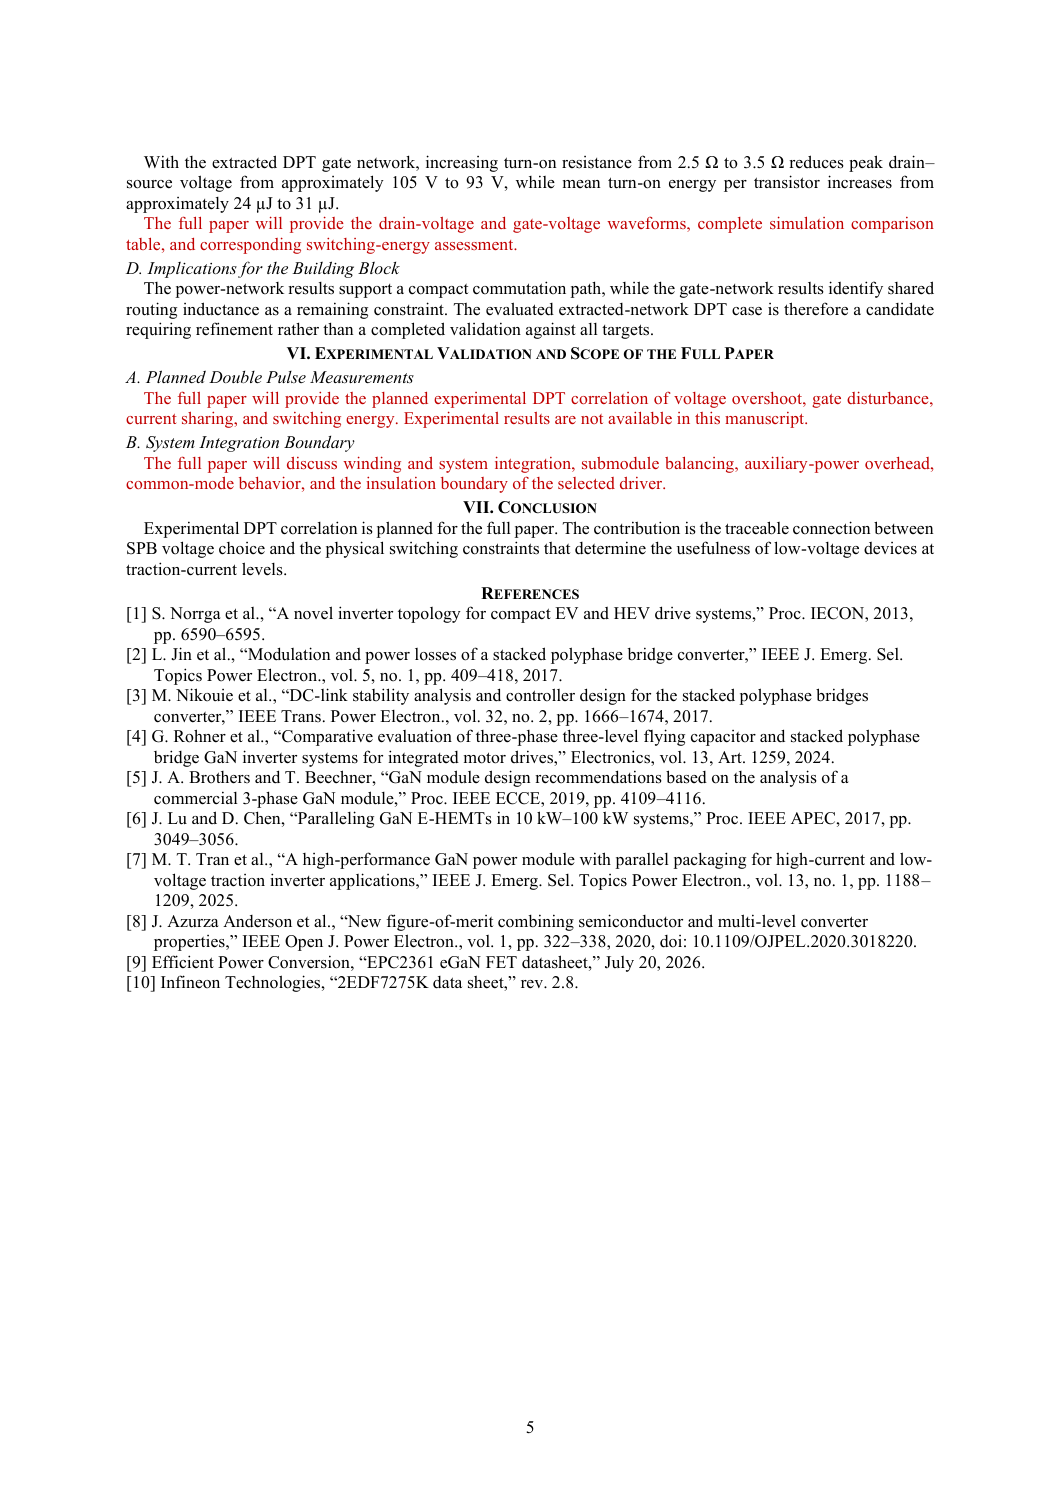 With the extracted DPT gate network, increasing turn-on resistance from 2.5 Ω to 3.5 Ω reduces peak drain–
source voltage from approximately 105 V to 93 V, while mean turn-on energy per transistor increases from
approximately 24 μJ to 31 μJ.
The full paper will provide the drain-voltage and gate-voltage waveforms, complete simulation comparison
table, and corresponding switching-energy assessment.
D. Implications for the Building Block
The power-network results support a compact commutation path, while the gate-network results identify shared
routing inductance as a remaining constraint. The evaluated extracted-network DPT case is therefore a candidate
requiring refinement rather than a completed validation against all targets.
VI. EXPERIMENTAL VALIDATION AND SCOPE OF THE FULL PAPER
A. Planned Double Pulse Measurements
The full paper will provide the planned experimental DPT correlation of voltage overshoot, gate disturbance,
current sharing, and switching energy. Experimental results are not available in this manuscript.
B. System Integration Boundary
The full paper will discuss winding and system integration, submodule balancing, auxiliary-power overhead,
common-mode behavior, and the insulation boundary of the selected driver.
VII. CONCLUSION
Experimental DPT correlation is planned for the full paper. The contribution is the traceable connection between
SPB voltage choice and the physical switching constraints that determine the usefulness of low-voltage devices at
traction-current levels.
REFERENCES
[1] S. Norrga et al., “A novel inverter topology for compact EV and HEV drive systems,” Proc. IECON, 2013,
pp. 6590–6595.
[2] L. Jin et al., “Modulation and power losses of a stacked polyphase bridge converter,” IEEE J. Emerg. Sel.
Topics Power Electron., vol. 5, no. 1, pp. 409–418, 2017.
[3] M. Nikouie et al., “DC-link stability analysis and controller design for the stacked polyphase bridges
converter,” IEEE Trans. Power Electron., vol. 32, no. 2, pp. 1666–1674, 2017.
[4] G. Rohner et al., “Comparative evaluation of three-phase three-level flying capacitor and stacked polyphase
bridge GaN inverter systems for integrated motor drives,” Electronics, vol. 13, Art. 1259, 2024.
[5] J. A. Brothers and T. Beechner, “GaN module design recommendations based on the analysis of a
commercial 3-phase GaN module,” Proc. IEEE ECCE, 2019, pp. 4109–4116.
[6] J. Lu and D. Chen, “Paralleling GaN E-HEMTs in 10 kW–100 kW systems,” Proc. IEEE APEC, 2017, pp.
3049–3056.
[7] M. T. Tran et al., “A high-performance GaN power module with parallel packaging for high-current and low-
voltage traction inverter applications,” IEEE J. Emerg. Sel. Topics Power Electron., vol. 13, no. 1, pp. 1188–
1209, 2025.
[8] J. Azurza Anderson et al., “New figure-of-merit combining semiconductor and multi-level converter
properties,” IEEE Open J. Power Electron., vol. 1, pp. 322–338, 2020, doi: 10.1109/OJPEL.2020.3018220.
[9] Efficient Power Conversion, “EPC2361 eGaN FET datasheet,” July 20, 2026.
[10] Infineon Technologies, “2EDF7275K data sheet,” rev. 2.8.
5